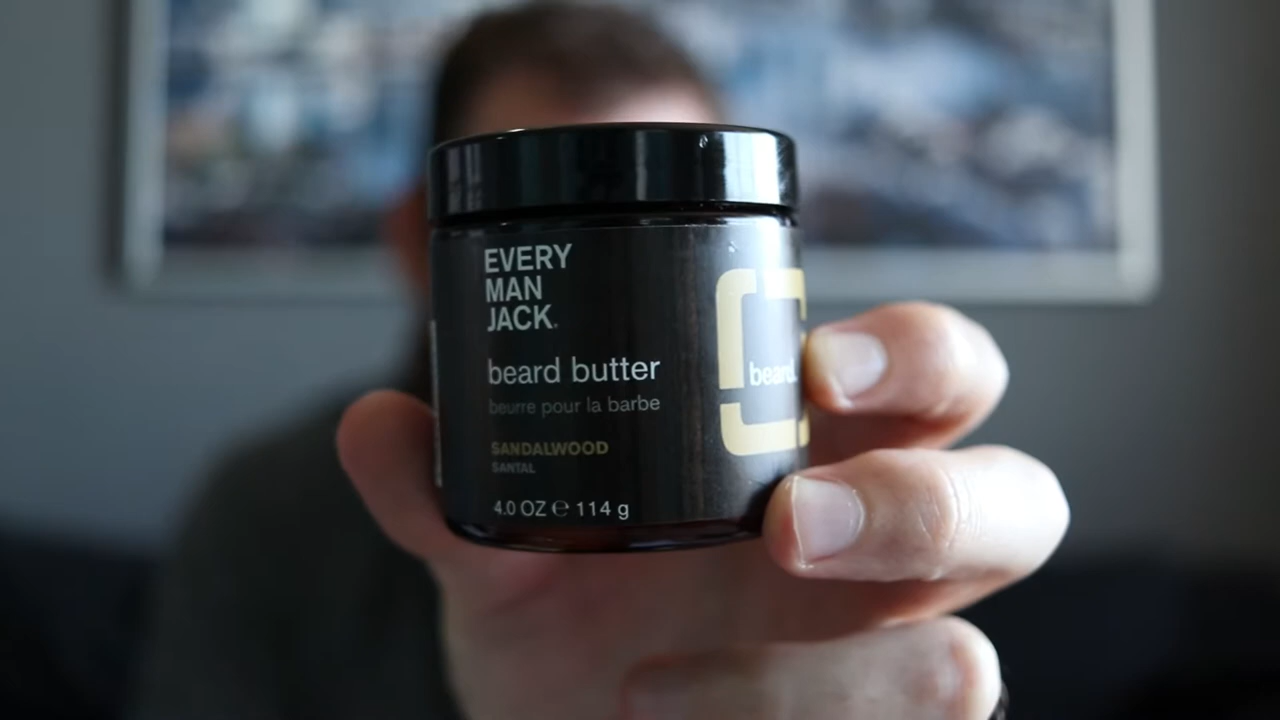 EVERY
MAN
JACK.
beard butter
beurre pour la barbe
SANDALWOOD
SANTAL
4.0 OZ ℮ 114 g
beard.